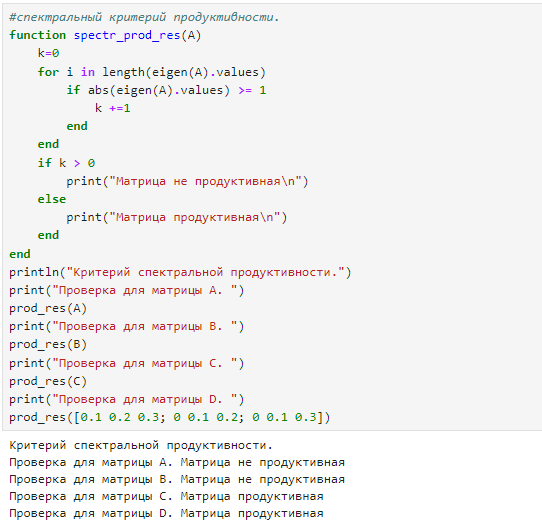 #спектральный критерий продуктивности.
function spectr_prod_res(A)
    k=0
    for i in length(eigen(A).values)
        if abs(eigen(A).values) >= 1
            k +=1
        end
    end
    if k > 0
        print("Матрица не продуктивная\n")
    else
        print("Матрица продуктивная\n")
    end
end
println("Критерий спектральной продуктивности.")
print("Проверка для матрицы A. ")
prod_res(A)
print("Проверка для матрицы B. ")
prod_res(B)
print("Проверка для матрицы C. ")
prod_res(C)
print("Проверка для матрицы D. ")
prod_res([0.1 0.2 0.3; 0 0.1 0.2; 0 0.1 0.3])
Критерий спектральной продуктивности.
Проверка для матрицы A. Матрица не продуктивная
Проверка для матрицы B. Матрица не продуктивная
Проверка для матрицы C. Матрица продуктивная
Проверка для матрицы D. Матрица продуктивная